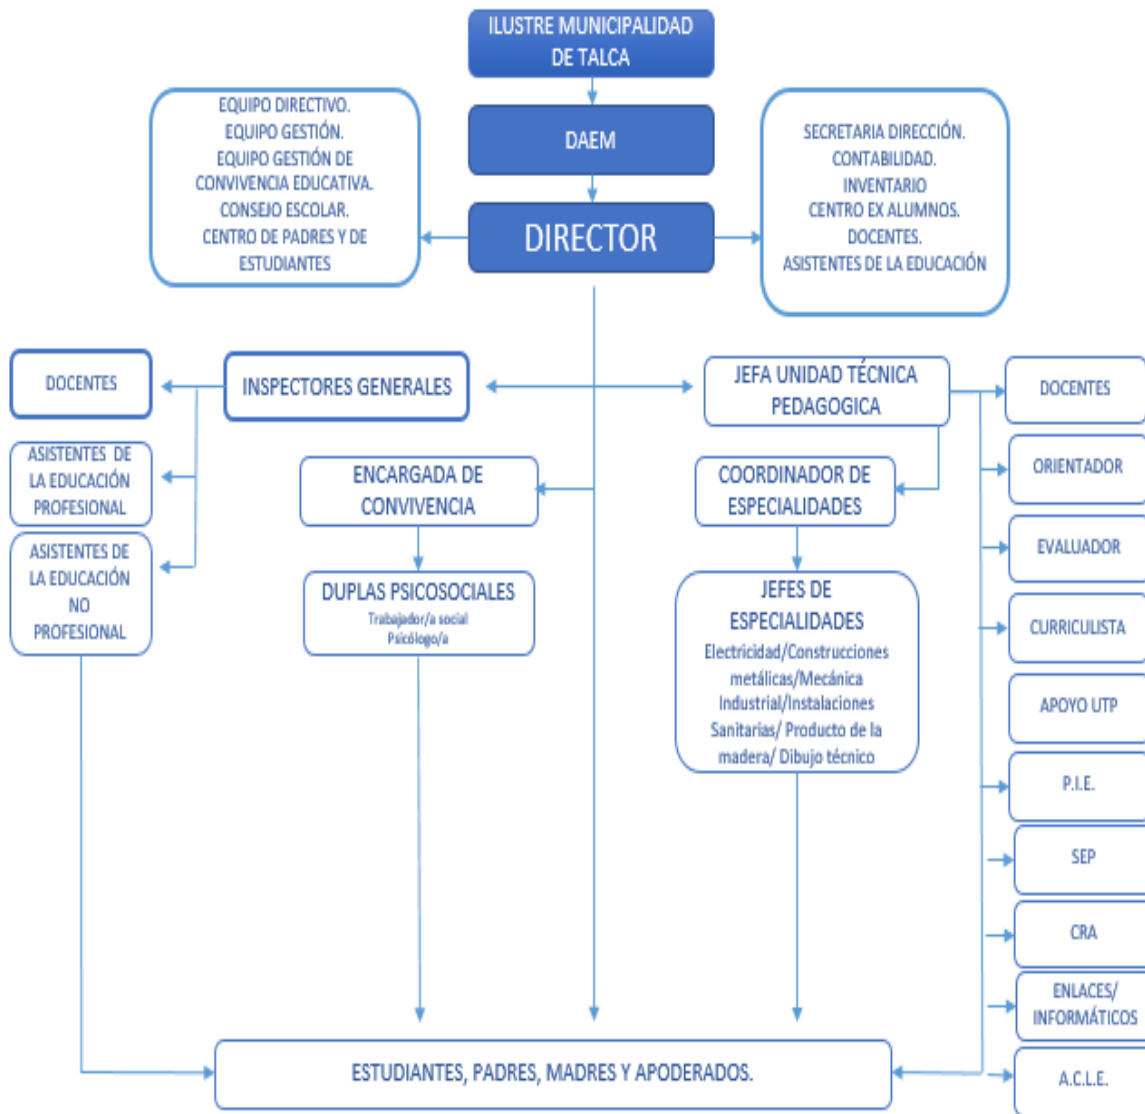 ILUSTRE MUNICIPALIDAD
DE TALCA
EQUIPO DIRECTIVO.
EQUIPO GESTIÓN.
EQUIPO GESTIÓN DE
CONVIVENCIA EDUCATIVA.
CONSEJO ESCOLAR.
CENTRO DE PADRES Y DE
ESTUDIANTES
DAEM
SECRETARIA DIRECCIÓN.
CONTABILIDAD.
INVENTARIO
CENTRO EX ALUMNOS.
DOCENTES.
ASISTENTES DE LA EDUCACIÓN
DIRECTOR
DOCENTES
INSPECTORES GENERALES
JEFA UNIDAD TÉCNICA
PEDAGOGICA
DOCENTES
ASISTENTES DE
LA EDUCACIÓN
PROFESIONAL
ENCARGADA DE
CONVIVENCIA
COORDINADOR DE
ESPECIALIDADES
ORIENTADOR
EVALUADOR
ASISTENTES DE
LA EDUCACIÓN
NO
PROFESIONAL
DUPLAS PSICOSOCIALES
Trabajador/a social
Psicólogo/a
JEFES DE
ESPECIALIDADES
Electricidad/Construcciones
metálicas/Mecánica
Industrial/Instalaciones
Sanitarias/ Producto de la
madera/ Dibujo técnico
CURRICULISTA
APOYO UTP
P.I.E.
SEP
CRA
ENLACES/
INFORMÁTICOS
A.C.L.E.
ESTUDIANTES, PADRES, MADRES Y APODERADOS.